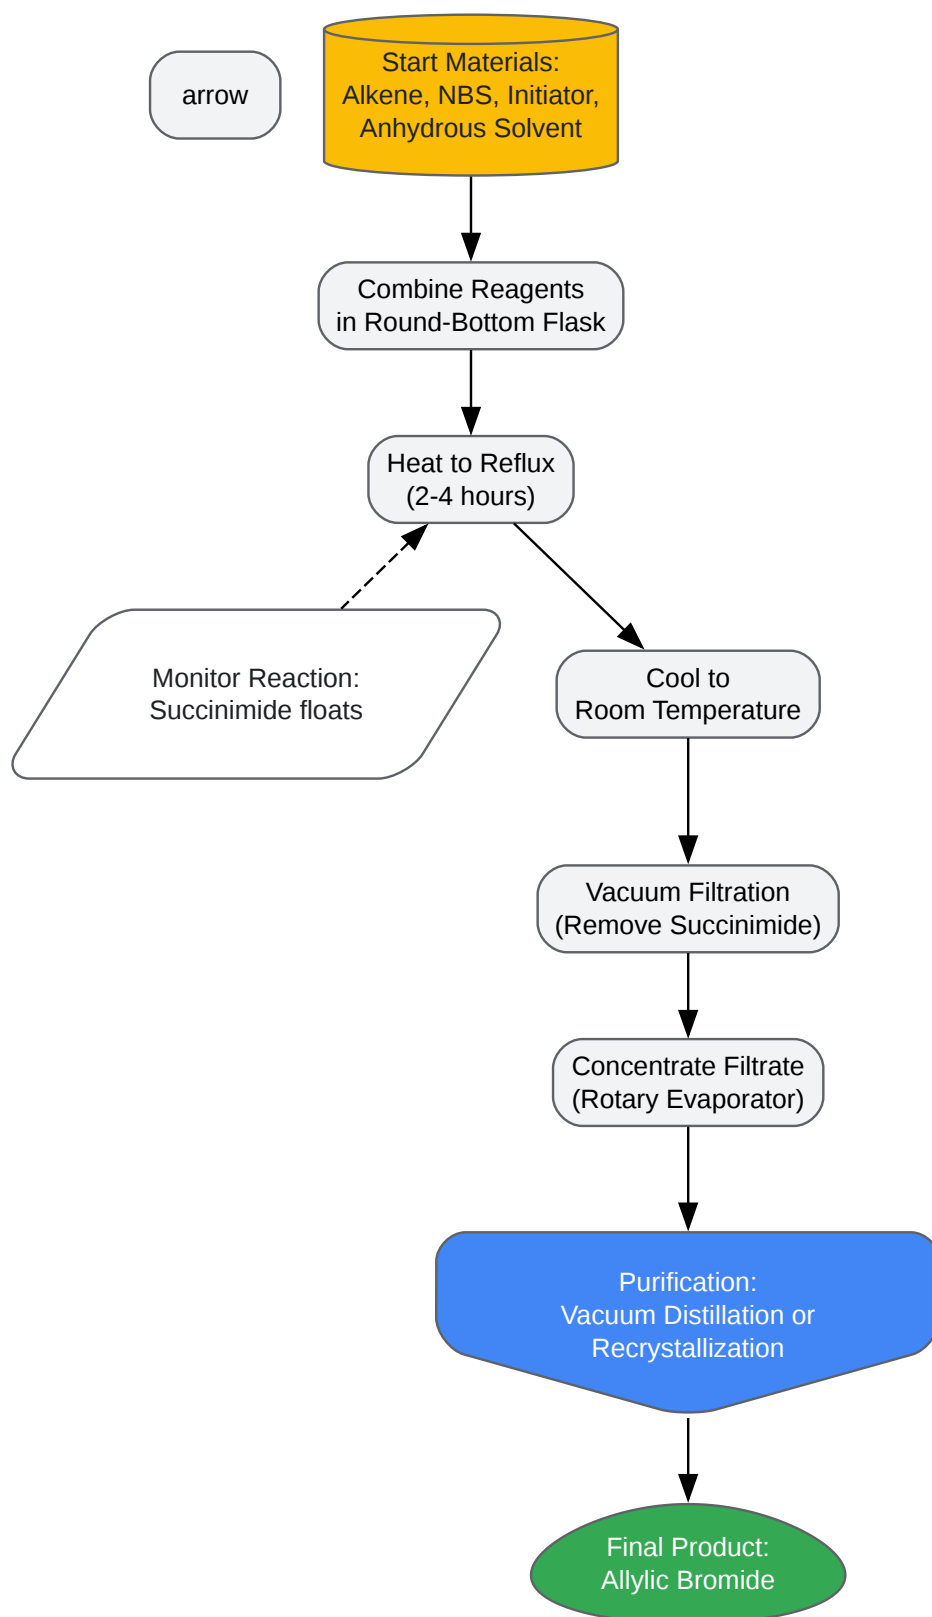 arrow
Start Materials:
Alkene, NBS, Initiator,
Anhydrous Solvent
Combine Reagents
in Round-Bottom Flask
Heat to Reflux
(2-4 hours)
Monitor Reaction:
Succinimide floats
Cool to
Room Temperature
Vacuum Filtration
(Remove Succinimide)
Concentrate Filtrate
(Rotary Evaporator)
Purification:
Vacuum Distillation or
Recrystallization
Final Product:
Allylic Bromide